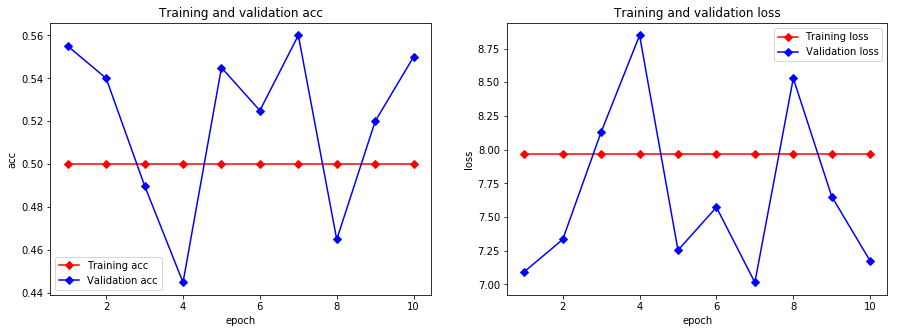 Training and validation acc
0.56
0.54
0.52
0.50
0.48
0.46
0.44
acc
Training acc
Validation acc
2
4
6
8
10
epoch
Training and validation loss
8.75
8.50
8.25
8.00
7.75
7.50
7.25
7.00
loss
Training loss
Validation loss
2
4
6
8
10
epoch